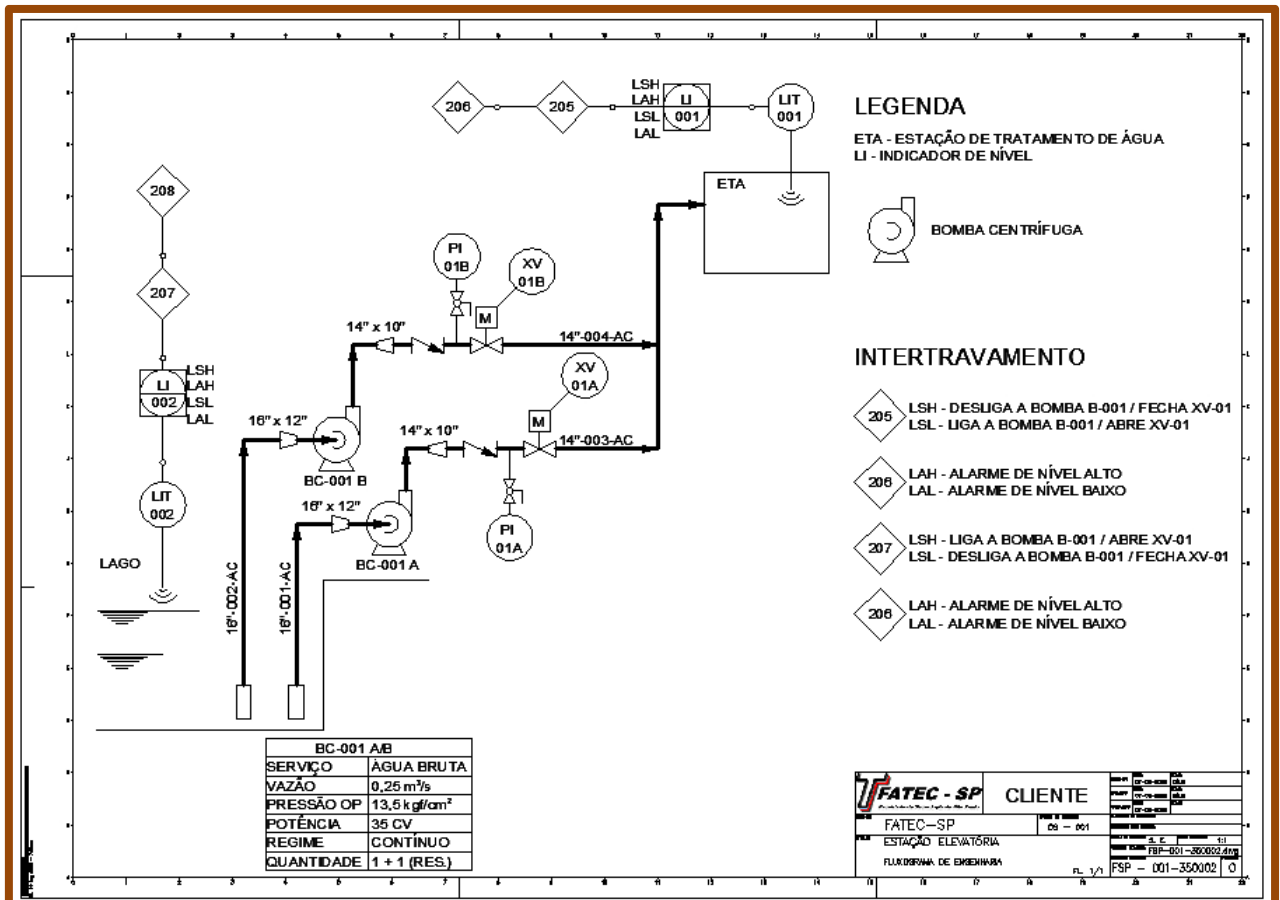 206
205
LSH
LAH
LSL
LAL
LI
001
LIT
001
LEGENDA
ETA - ESTAÇÃO DE TRATAMENTO DE ÁGUA
LI - INDICADOR DE NÍVEL
BOMBA CENTRÍFUGA
ETA
208
207
LI
002
LSH
LAH
LSL
LAL
LIT
002
LAGO
PI
01B
XV
01B
M
14" x 10"
14"-004-AC
XV
01A
M
16" x 12"
14" x 10"
14"-003-AC
BC-001 B
16" x 12"
PI
01A
BC-001 A
16"-002-AC
16"-001-AC
INTERTRAVAMENTO
205
LSH - DESLIGA A BOMBA B-001 / FECHA XV-01
LSL - LIGA A BOMBA B-001 / ABRE XV-01
206
LAH - ALARME DE NÍVEL ALTO
LAL - ALARME DE NÍVEL BAIXO
207
LSH - LIGA A BOMBA B-001 / ABRE XV-01
LSL - DESLIGA A BOMBA B-001 / FECHA XV-01
206
LAH - ALARME DE NÍVEL ALTO
LAL - ALARME DE NÍVEL BAIXO
BC-001 A/B
SERVIÇO ÁGUA BRUTA
VAZÃO 0,25 m³/s
PRESSÃO OP 13,5 kgf/cm²
POTÊNCIA 35 CV
REGIME CONTÍNUO
QUANTIDADE 1 + 1 (RES.)
FATEC - SP
CLIENTE
FATEC-SP
OS - 001
ESTAÇÃO ELEVATÓRIA
FLUXOGRAMA DE ENGENHARIA
FL. 1/1
1:1
FSP-001-350002.dwg
FSP - 001-350002 0